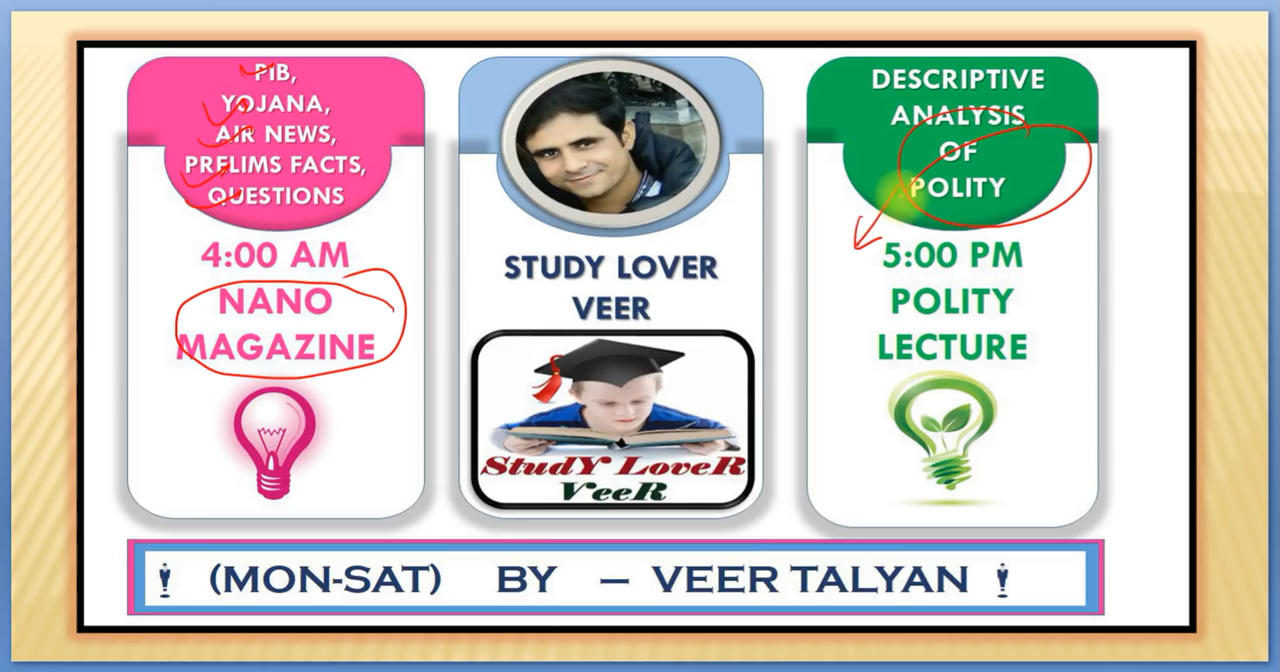 PIB,
YOJANA,
AIR NEWS,
PRELIMS FACTS,
QUESTIONS
4:00 AM
NANO
MAGAZINE
STUDY LOVER
VEER
StudY LoveR
VeeR
DESCRIPTIVE
ANALYSIS
OF
POLITY
5:00 PM
POLITY
LECTURE
(MON-SAT) BY – VEER TALYAN